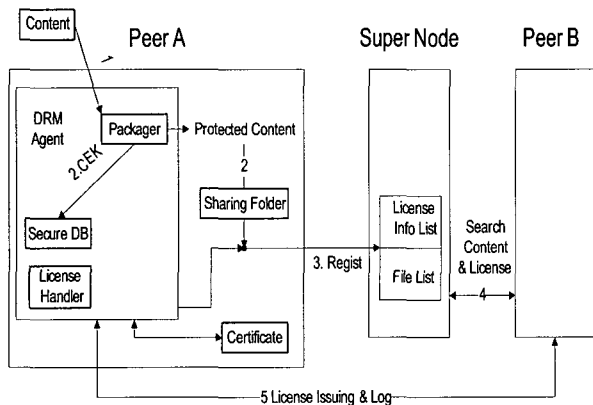 Content
1
Peer A
Super Node
Peer B
DRM
Agent
Packager
Protected Content
2.CEK
2
Sharing Folder
Secure DB
License
Handler
3. Regist
License
Info List
File List
Search
Content
& License
4
Certificate
5 License Issuing & Log